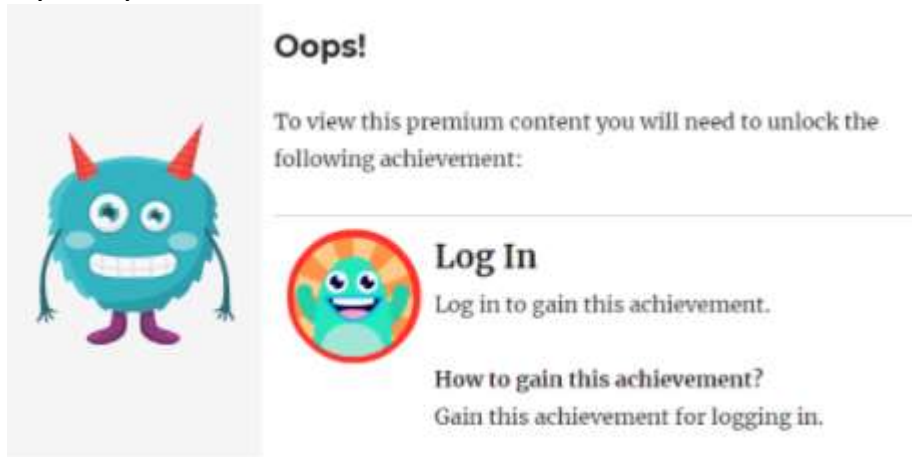 Oops!
To view this premium content you will need to unlock the
following achievement:
Log In
Log in to gain this achievement.
How to gain this achievement?
Gain this achievement for logging in.